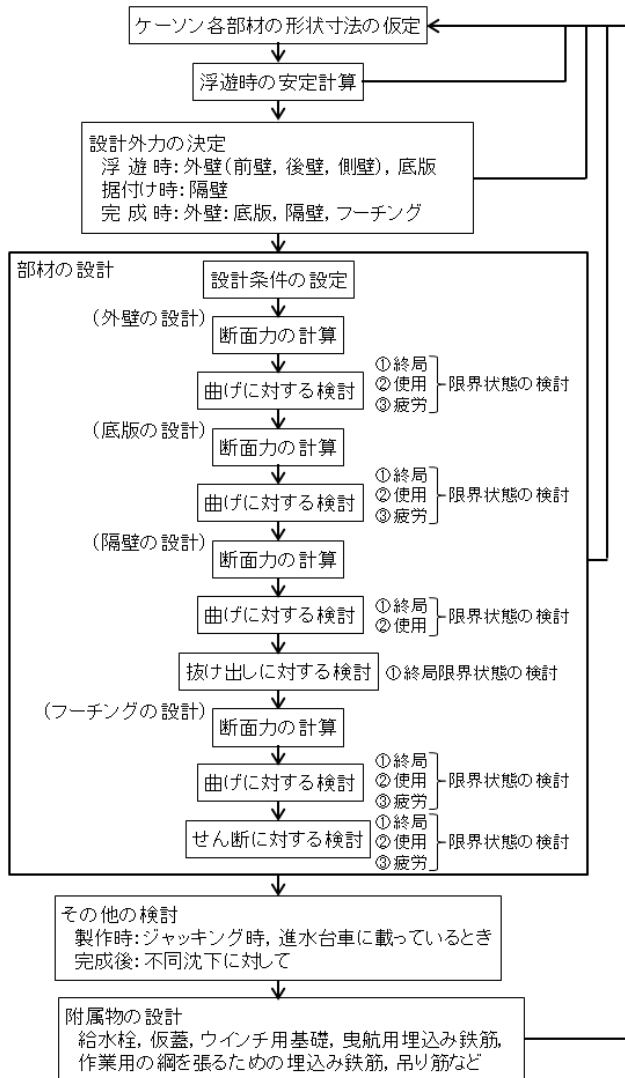 ケーソン各部材の形状寸法の仮定
浮遊時の安定計算
設計外力の決定
浮 遊 時:外壁(前壁, 後壁, 側壁), 底版
据付け時:隔壁
完 成 時:外壁:底版, 隔壁, フーチング
部材の設計
設計条件の設定
(外壁の設計)
断面力の計算
曲げに対する検討
①終局
②使用
③疲労
限界状態の検討
(底版の設計)
断面力の計算
曲げに対する検討
①終局
②使用
③疲労
限界状態の検討
(隔壁の設計)
断面力の計算
曲げに対する検討
①終局
②使用
限界状態の検討
抜け出しに対する検討
①終局限界状態の検討
(フーチングの設計)
断面力の計算
曲げに対する検討
①終局
②使用
③疲労
限界状態の検討
せん断に対する検討
①終局
②使用
③疲労
限界状態の検討
その他の検討
製作時:ジャッキング時, 進水台車に載っているとき
完成後:不同沈下に対して
附属物の設計
給水栓, 仮蓋, ウインチ用基礎, 曳航用埋込み鉄筋,
作業用の綱を張るための埋込み鉄筋, 吊り筋など